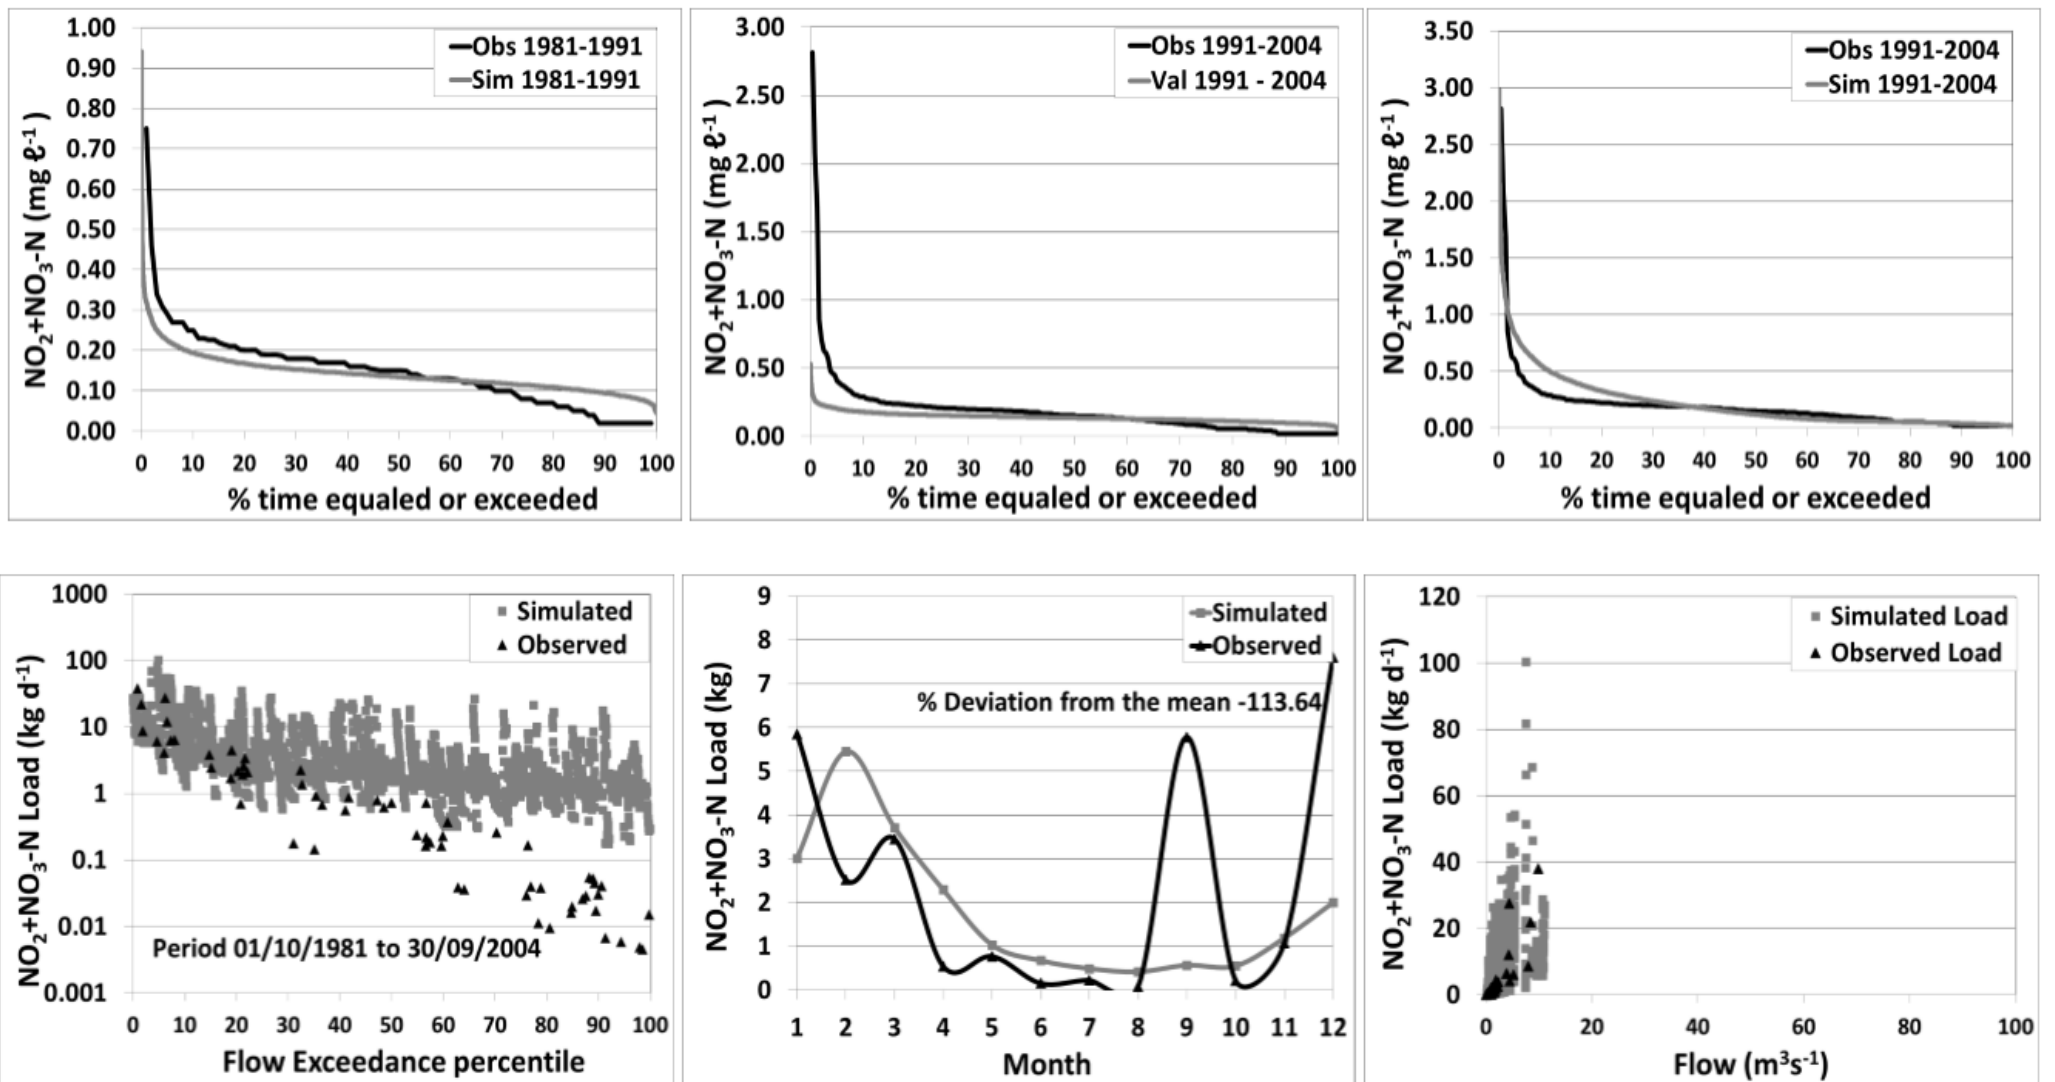 NO₂+NO₃-N (mg ℓ⁻¹)
1.00
0.90
0.80
0.70
0.60
0.50
0.40
0.30
0.20
0.10
0.00
Obs 1981-1991
Sim 1981-1991
0 10 20 30 40 50 60 70 80 90 100
% time equaled or exceeded
NO₂+NO₃-N (mg ℓ⁻¹)
3.00
2.50
2.00
1.50
1.00
0.50
0.00
Obs 1991-2004
Val 1991 - 2004
0 10 20 30 40 50 60 70 80 90 100
% time equaled or exceeded
NO₂+NO₃-N (mg ℓ⁻¹)
3.50
3.00
2.50
2.00
1.50
1.00
0.50
0.00
Obs 1991-2004
Sim 1991-2004
0 10 20 30 40 50 60 70 80 90 100
% time equaled or exceeded
NO₂+NO₃-N Load (kg d⁻¹)
1000
100
10
1
0.1
0.01
0.001
Simulated
Observed
Period 01/10/1981 to 30/09/2004
0 10 20 30 40 50 60 70 80 90 100
Flow Exceedance percentile
NO₂+NO₃-N Load (kg)
9
8
7
6
5
4
3
2
1
0
Simulated
Observed
% Deviation from the mean -113.64
1 2 3 4 5 6 7 8 9 10 11 12
Month
NO₂+NO₃-N Load (kg d⁻¹)
120
100
80
60
40
20
0
Simulated Load
Observed Load
0 20 40 60 80 100
Flow (m³s⁻¹)